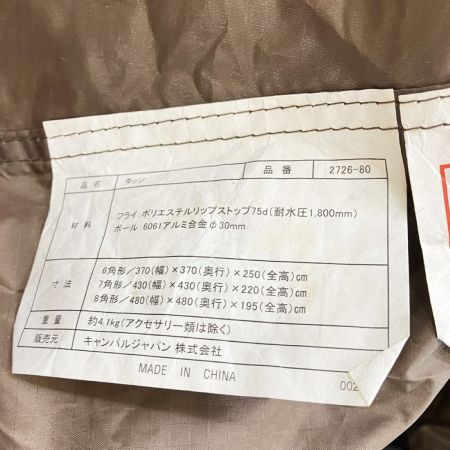 品番 2726-80
品名 タッソ
材料 フライ:ポリエステルリップストップ75d(耐水圧1,800mm)
ポール:6061アルミ合金φ30mm
寸法 6角形/370(幅)×370(奥行)×250(全高)cm
7角形/430(幅)×430(奥行)×220(全高)cm
8角形/480(幅)×480(奥行)×195(全高)cm
重量 約4.1kg(アクセサリー類は除く)
販売元 キャンパルジャパン 株式会社
MADE IN CHINA
002